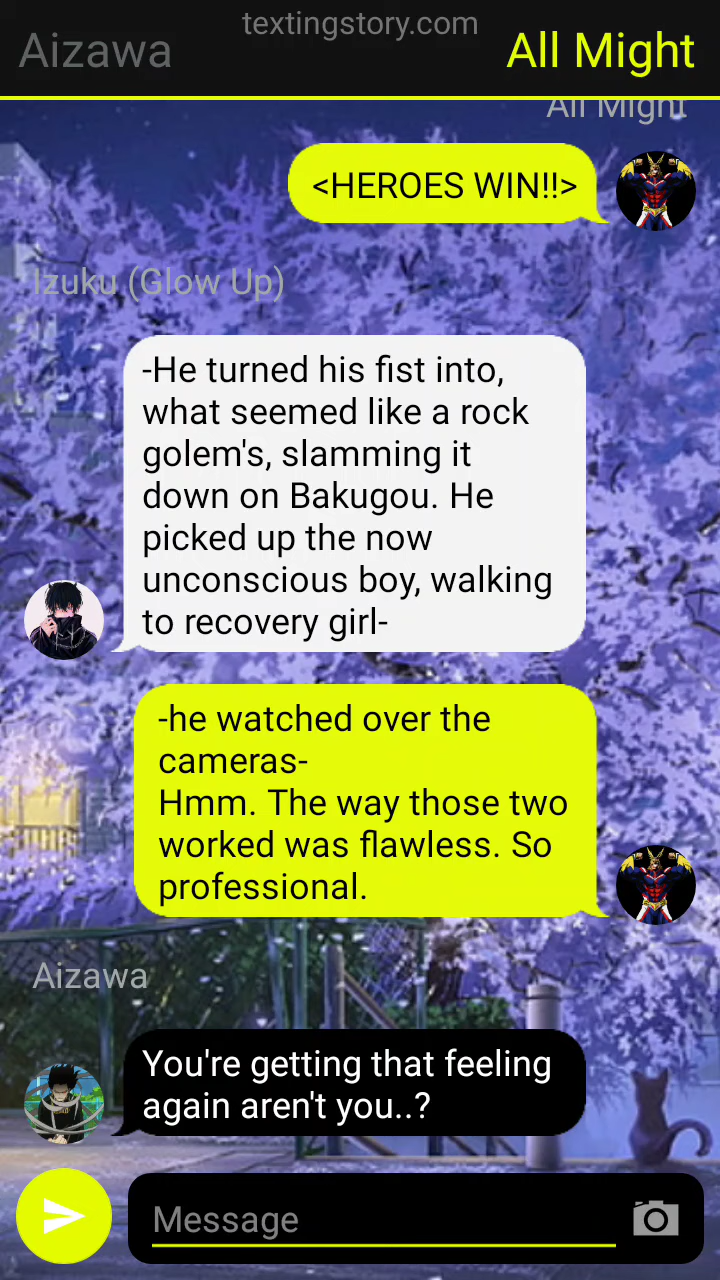 textingstory.com
Aizawa
All Might
All Might
<HEROES WIN!!>
Izuku (Glow Up)
-He turned his fist into,
what seemed like a rock
golem's, slamming it
down on Bakugou. He
picked up the now
unconscious boy, walking
to recovery girl-
-he watched over the
cameras-
Hmm. The way those two
worked was flawless. So
professional.
Aizawa
You're getting that feeling
again aren't you..?
Message